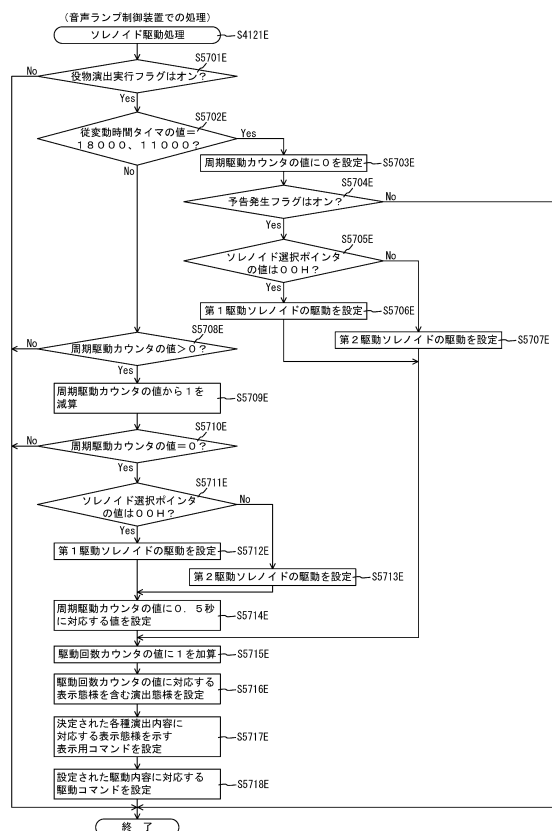 (音声ランプ制御装置での処理)
ソレノイド駆動処理
S4121E
S5701E
役物演出実行フラグはオン?
No
Yes
S5702E
従変動時間タイマの値=
18000、11000?
Yes
No
周期駆動カウンタの値に0を設定
S5703E
S5704E
予告発生フラグはオン?
No
Yes
S5705E
ソレノイド選択ポインタ
の値は00H?
No
Yes
第1駆動ソレノイドの駆動を設定
S5706E
第2駆動ソレノイドの駆動を設定
S5707E
S5708E
周期駆動カウンタの値>0?
No
Yes
周期駆動カウンタの値から1を
減算
S5709E
S5710E
周期駆動カウンタの値=0?
No
Yes
S5711E
ソレノイド選択ポインタ
の値は00H?
No
Yes
第1駆動ソレノイドの駆動を設定
S5712E
第2駆動ソレノイドの駆動を設定
S5713E
周期駆動カウンタの値に0.5秒
に対応する値を設定
S5714E
駆動回数カウンタの値に1を加算
S5715E
駆動回数カウンタの値に対応する
表示態様を含む演出態様を設定
S5716E
決定された各種演出内容に
対応する表示態様を示す
表示用コマンドを設定
S5717E
設定された駆動内容に対応する
駆動コマンドを設定
S5718E
終了